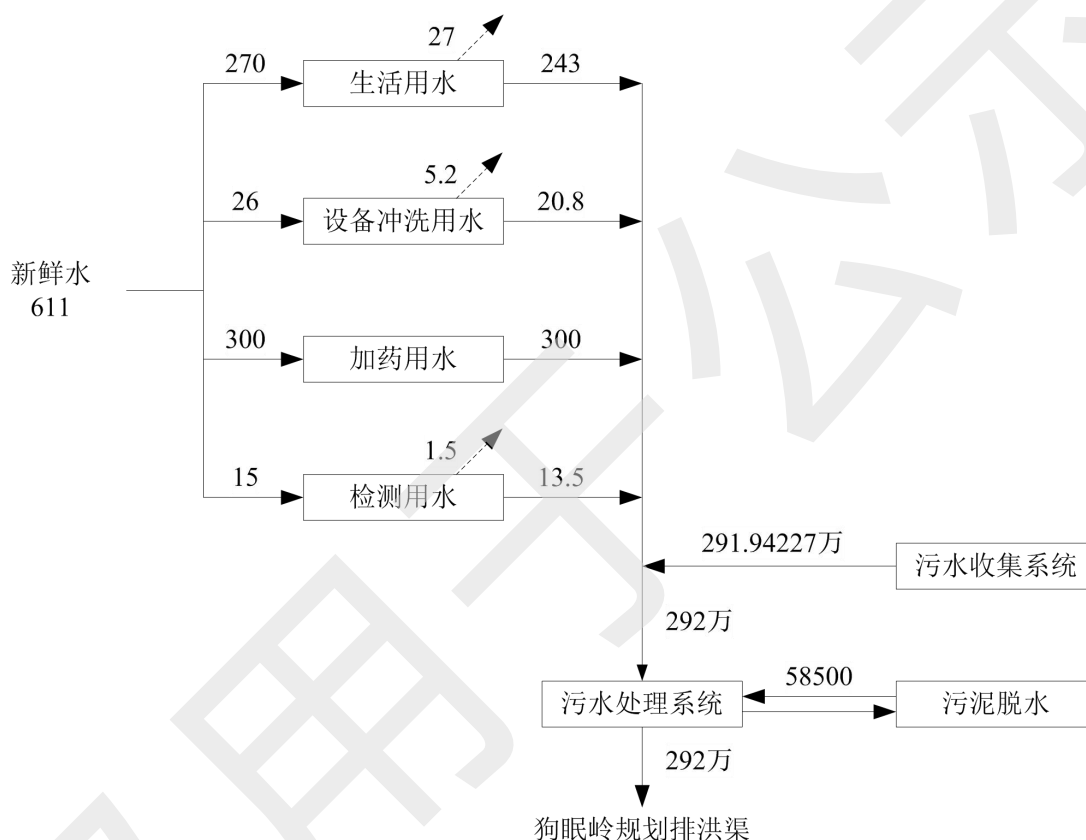 27
270
生活用水
243
5.2
26
设备冲洗用水
20.8
新鲜水
611
300
加药用水
300
1.5
15
检测用水
13.5
291.94227万
污水收集系统
292万
58500
污水处理系统
污泥脱水
292万
狗眠岭规划排洪渠
用于公示